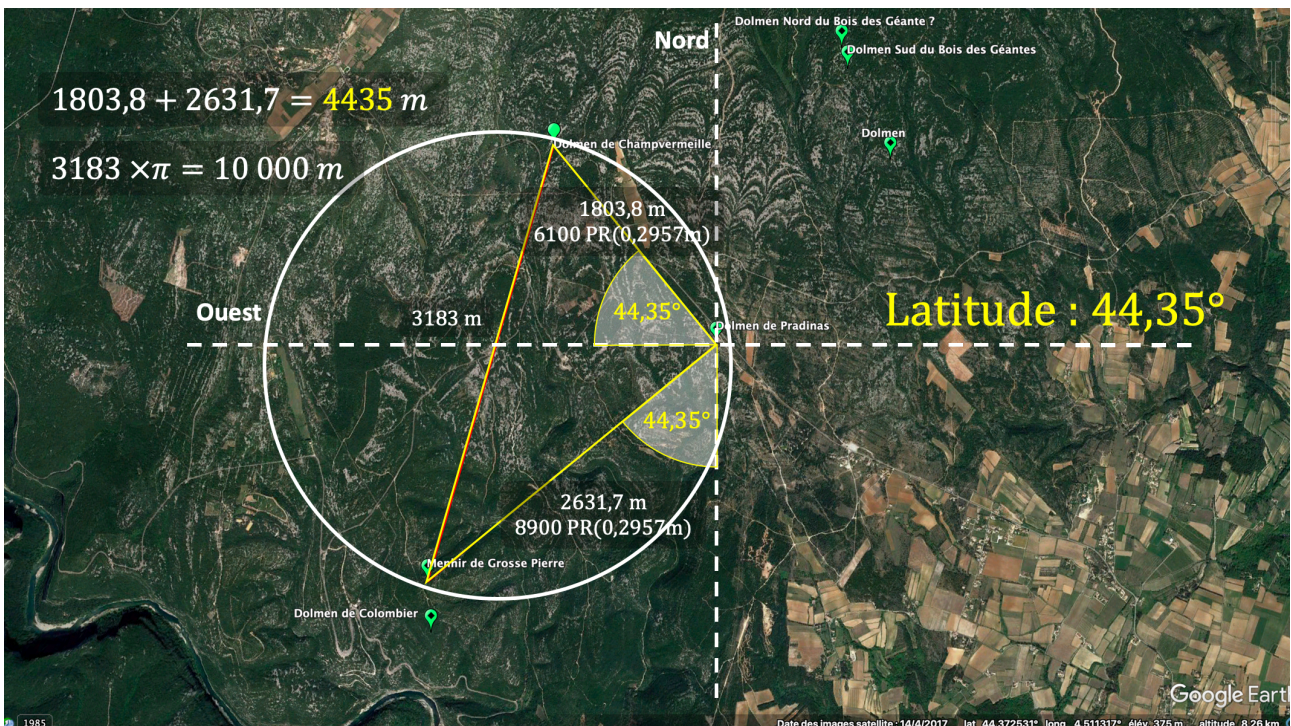 Dolmen Nord du Bois des Géante ?
Nord
Dolmen Sud du Bois des Géantes
1803,8 + 2631,7 = 4435 m
Dolmen
Dolmen de Champvermeille
3183 ×π = 10 000 m
1803,8 m
6100 PR(0,2957m)
Ouest
44,35°
Latitude : 44,35°
3183 m
Dolmen de Pradinas
44,35°
2631,7 m
8900 PR(0,2957m)
Menhir de Grosse Pierre
Dolmen de Colombier
Google Earth
1985
Date des images satellite : 14/4/2017 lat 44.372531° long 4.511317° élév 375 m altitude 8.26 km